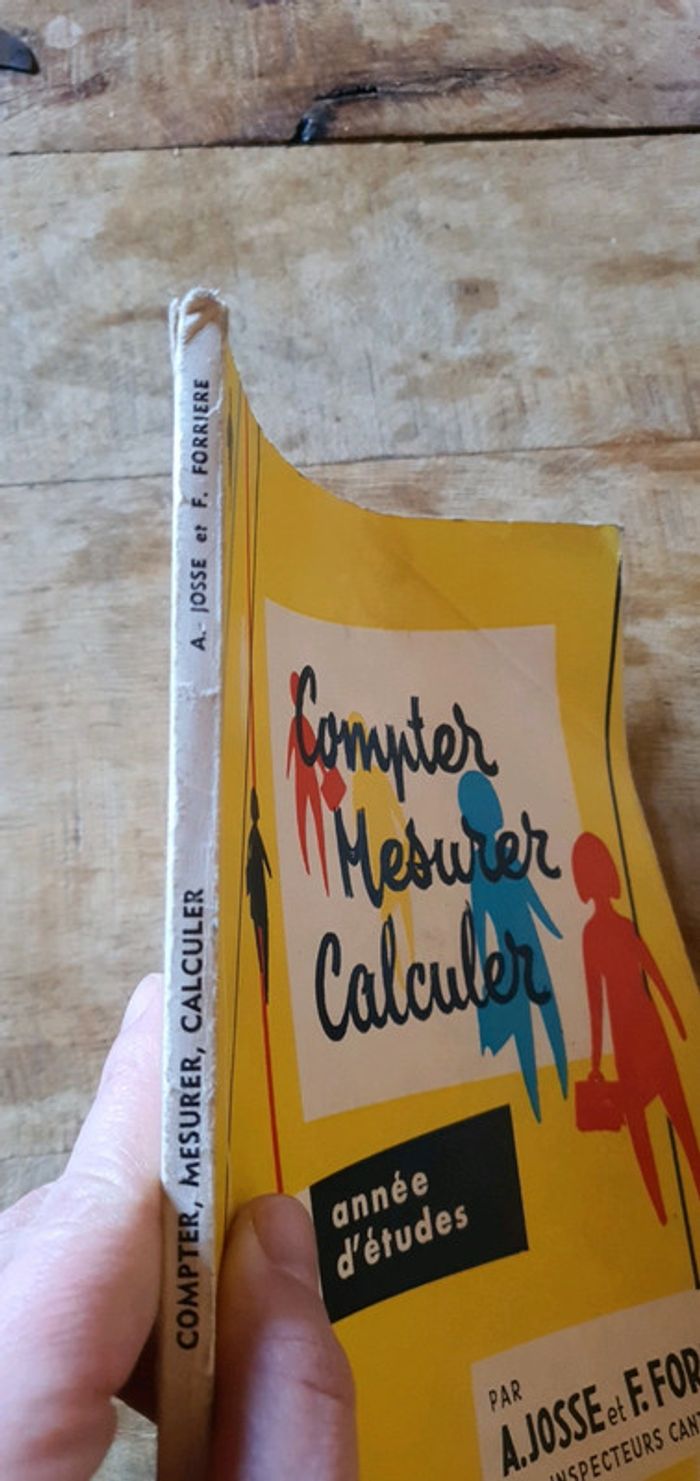 A. JOSSE et F. FORRIERE
COMPTER, MESURER, CALCULER
Compter
Mesurer
Calculer
année
d'études
PAR
A. JOSSE et F. FOR
INSPECTEURS CANT